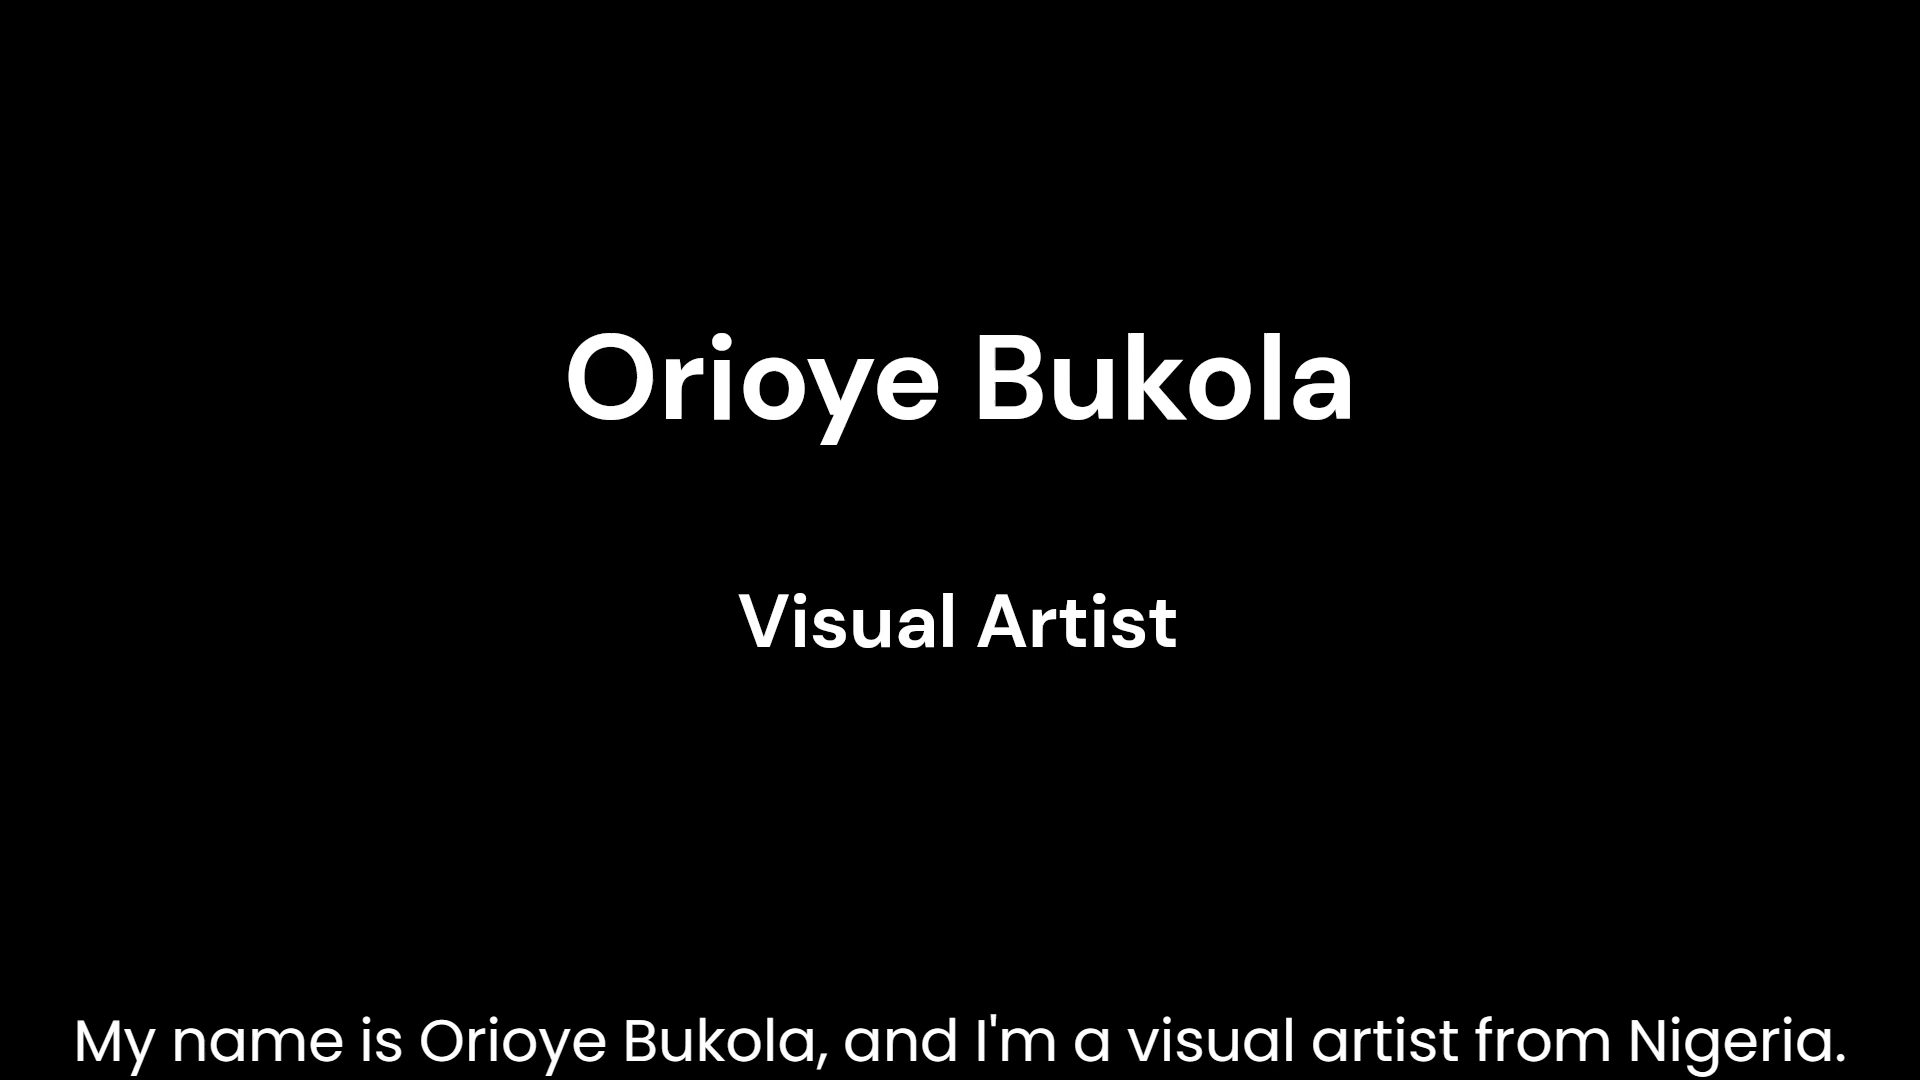 Orioye Bukola
Visual Artist
My name is Orioye Bukola, and I'm a visual artist from Nigeria.